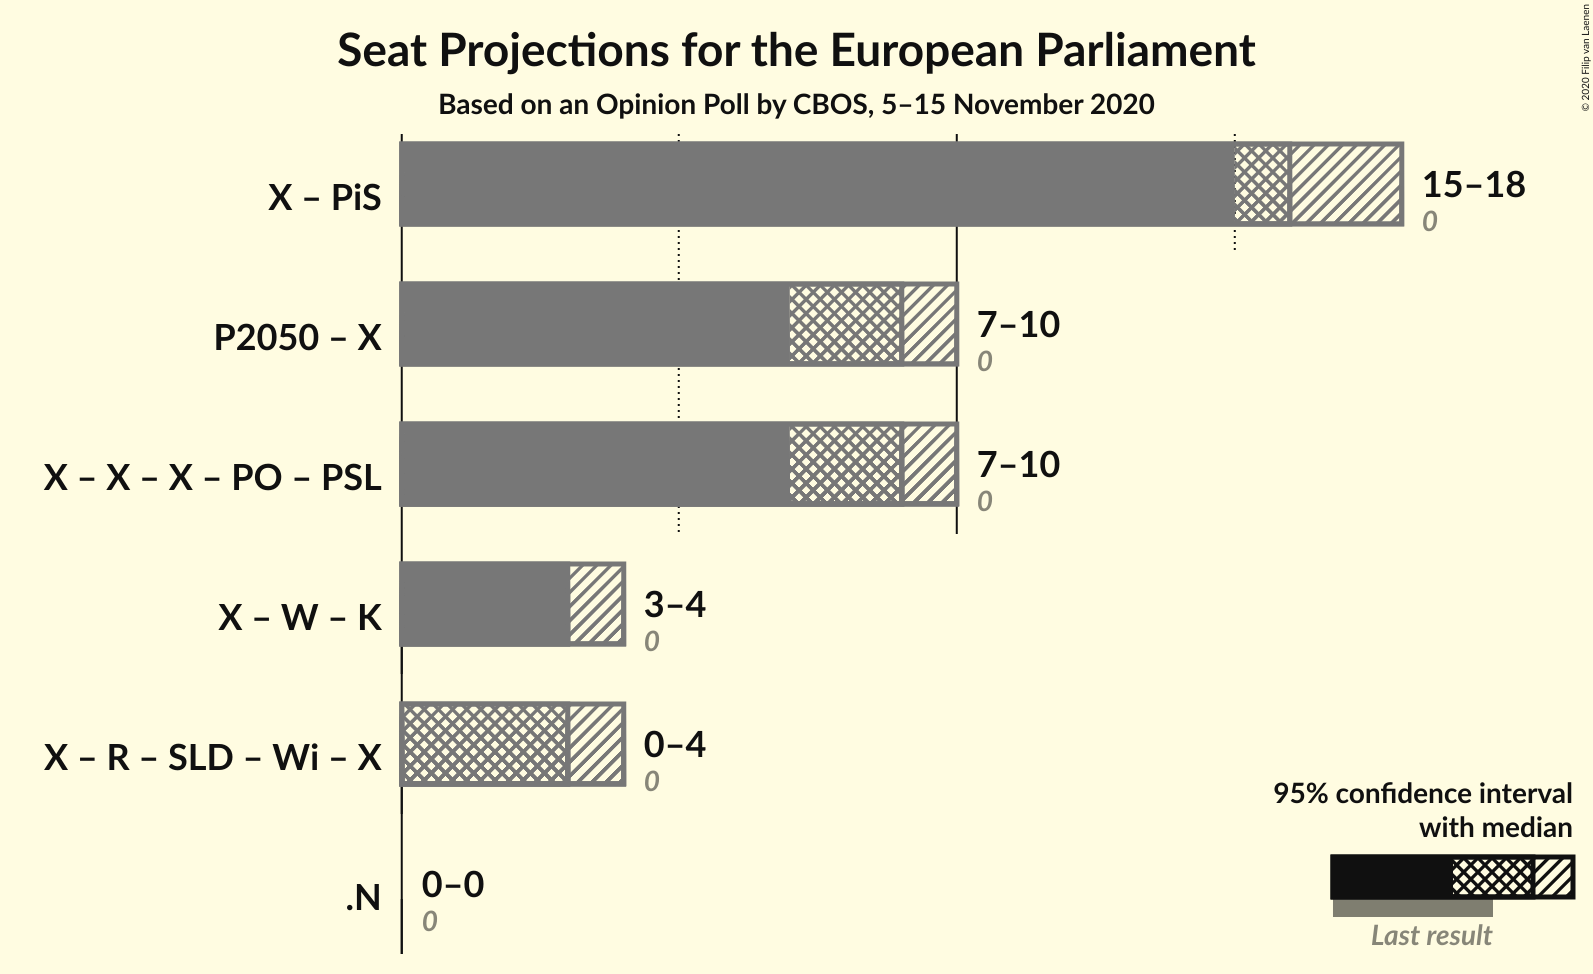 Seat Projections for the European Parliament
Based on an Opinion Poll by CBOS, 5–15 November 2020
© 2020 Filip van Laenen
X – PiS
15–18
0
P2050 – X
7–10
0
X – X – X – PO – PSL
7–10
0
X – W – K
3–4
0
X – R – SLD – Wi – X
0–4
0
.N
0–0
0
95% confidence interval
with median
Last result